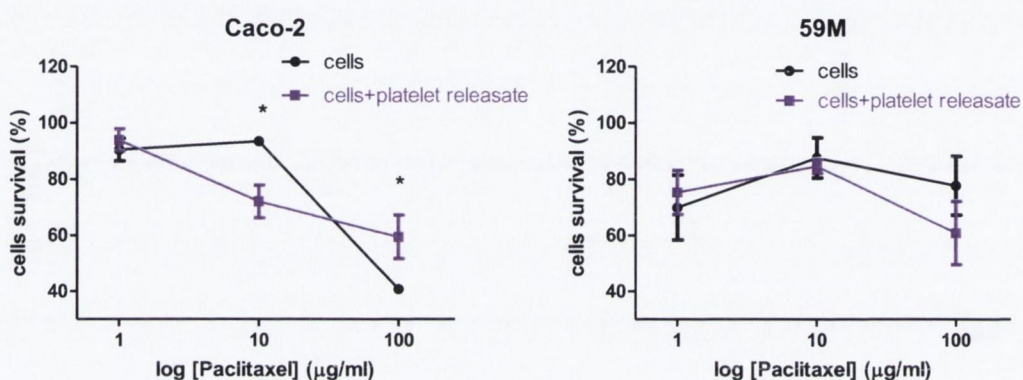 Caco-2
cells
cells+platelet releasate
120
100
80
60
40
cells survival (%)
*
*
1
10
100
log [Paclitaxel] (µg/ml)
59M
cells
cells+platelet releasate
120
100
80
60
40
cells survival (%)
1
10
100
log [Paclitaxel] (µg/ml)